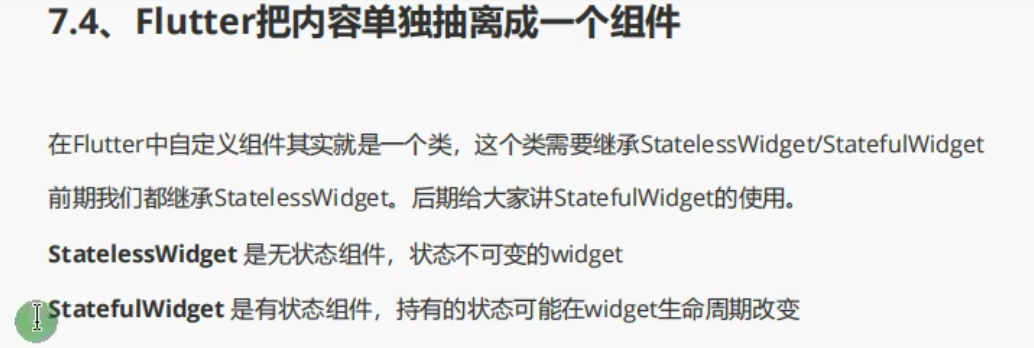 7.4、Flutter把内容单独抽离成一个组件
在Flutter中自定义组件其实就是一个类，这个类需要继承StatelessWidget/StatefulWidget
前期我们都继承StatelessWidget。后期给大家讲StatefulWidget的使用。
StatelessWidget 是无状态组件，状态不可变的widget
StatefulWidget 是有状态组件，持有的状态可能在widget生命周期改变